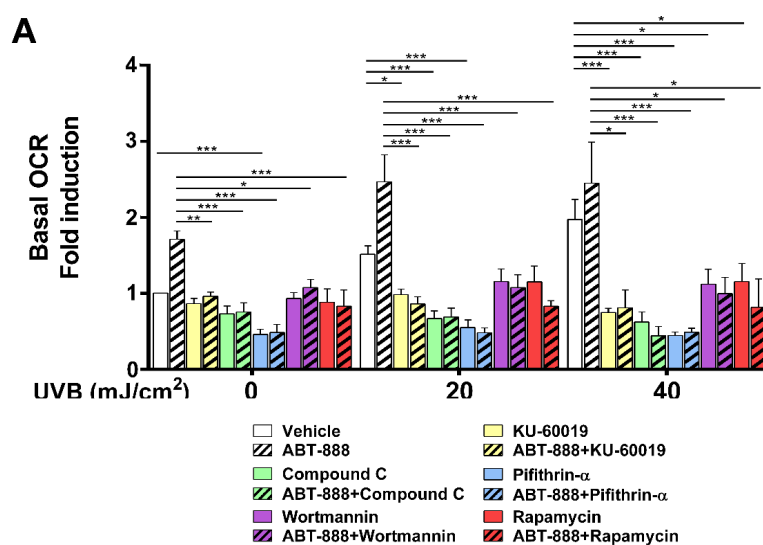 A
*
*
***
***
***
***
***
*
*
*
***
***
*
***
***
***
***
***
***
***
*
***
***
**
4
3
2
1
0
Basal OCR
Fold induction
UVB (mJ/cm²)
0 20 40
Vehicle KU-60019
ABT-888 ABT-888+KU-60019
Compound C Pifithrin-α
ABT-888+Compound C ABT-888+Pifithrin-α
Wortmannin Rapamycin
ABT-888+Wortmannin ABT-888+Rapamycin